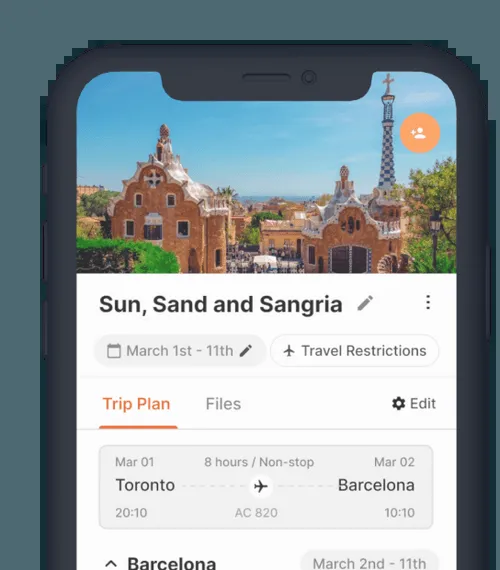 Sun, Sand and Sangria
March 1st - 11th Travel Restrictions
Trip Plan Files Edit
Mar 01 8 hours / Non-stop Mar 02
Toronto Barcelona
20:10 AC 820 10:10
Barcelona March 2nd - 11th